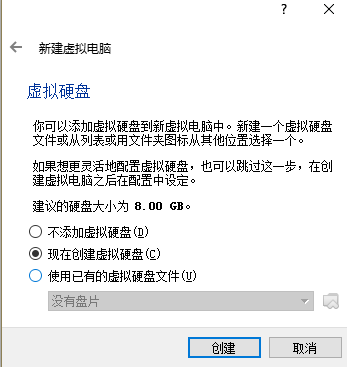 ?
新建虚拟电脑
虚拟硬盘
你可以添加虚拟硬盘到新虚拟电脑中。新建一个虚拟硬盘
文件或从列表或用文件夹图标从其他位置选择一个。
如果想更灵活地配置虚拟硬盘，也可以跳过这一步，在创
建虚拟电脑之后在配置中设定。
建议的硬盘大小为 8.00 GB。
不添加虚拟硬盘(D)
现在创建虚拟硬盘(C)
使用已有的虚拟硬盘文件(U)
没有盘片
创建 取消